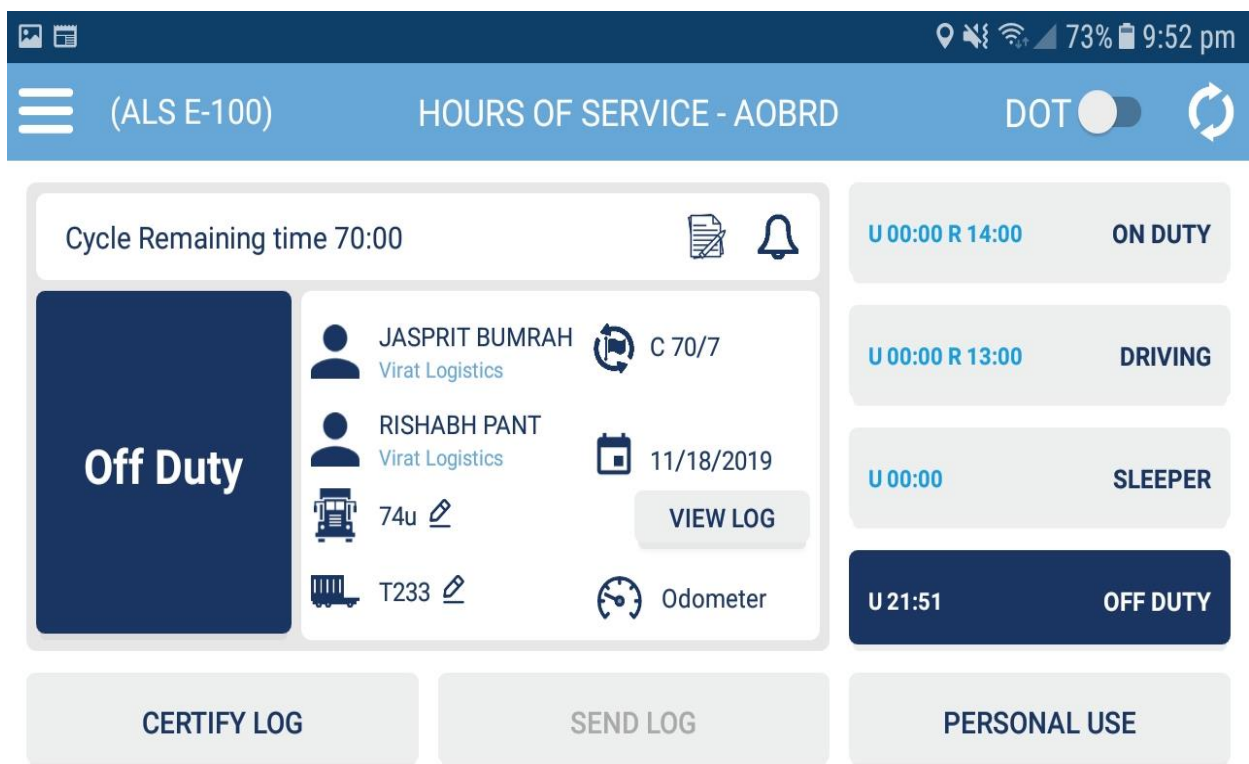 73% 9:52 pm
(ALS E-100) HOURS OF SERVICE - AOBRD DOT
Cycle Remaining time 70:00
Off Duty
JASPRIT BUMRAH
Virat Logistics
C 70/7
RISHABH PANT
Virat Logistics
11/18/2019
74u
VIEW LOG
T233
Odometer
U 00:00 R 14:00 ON DUTY
U 00:00 R 13:00 DRIVING
U 00:00 SLEEPER
U 21:51 OFF DUTY
CERTIFY LOG
SEND LOG
PERSONAL USE